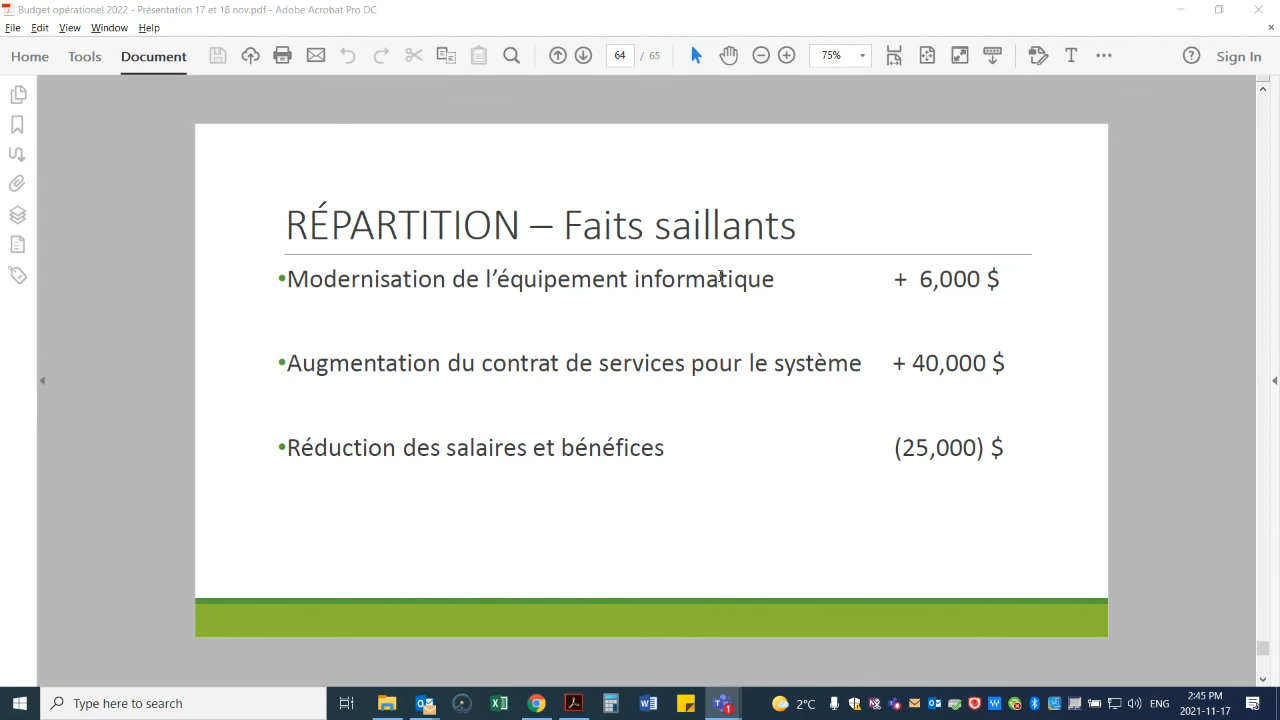 Budget opérationel 2022 - Présentation 17 et 18 nov.pdf - Adobe Acrobat Pro DC
File Edit View Window Help
Home Tools Document 64 / 65 75% Sign In
RÉPARTITION – Faits saillants
•Modernisation de l’équipement informatique + 6,000 $
•Augmentation du contrat de services pour le système + 40,000 $
•Réduction des salaires et bénéfices (25,000) $
Type here to search 2°C ENG 2:45 PM
2021-11-17